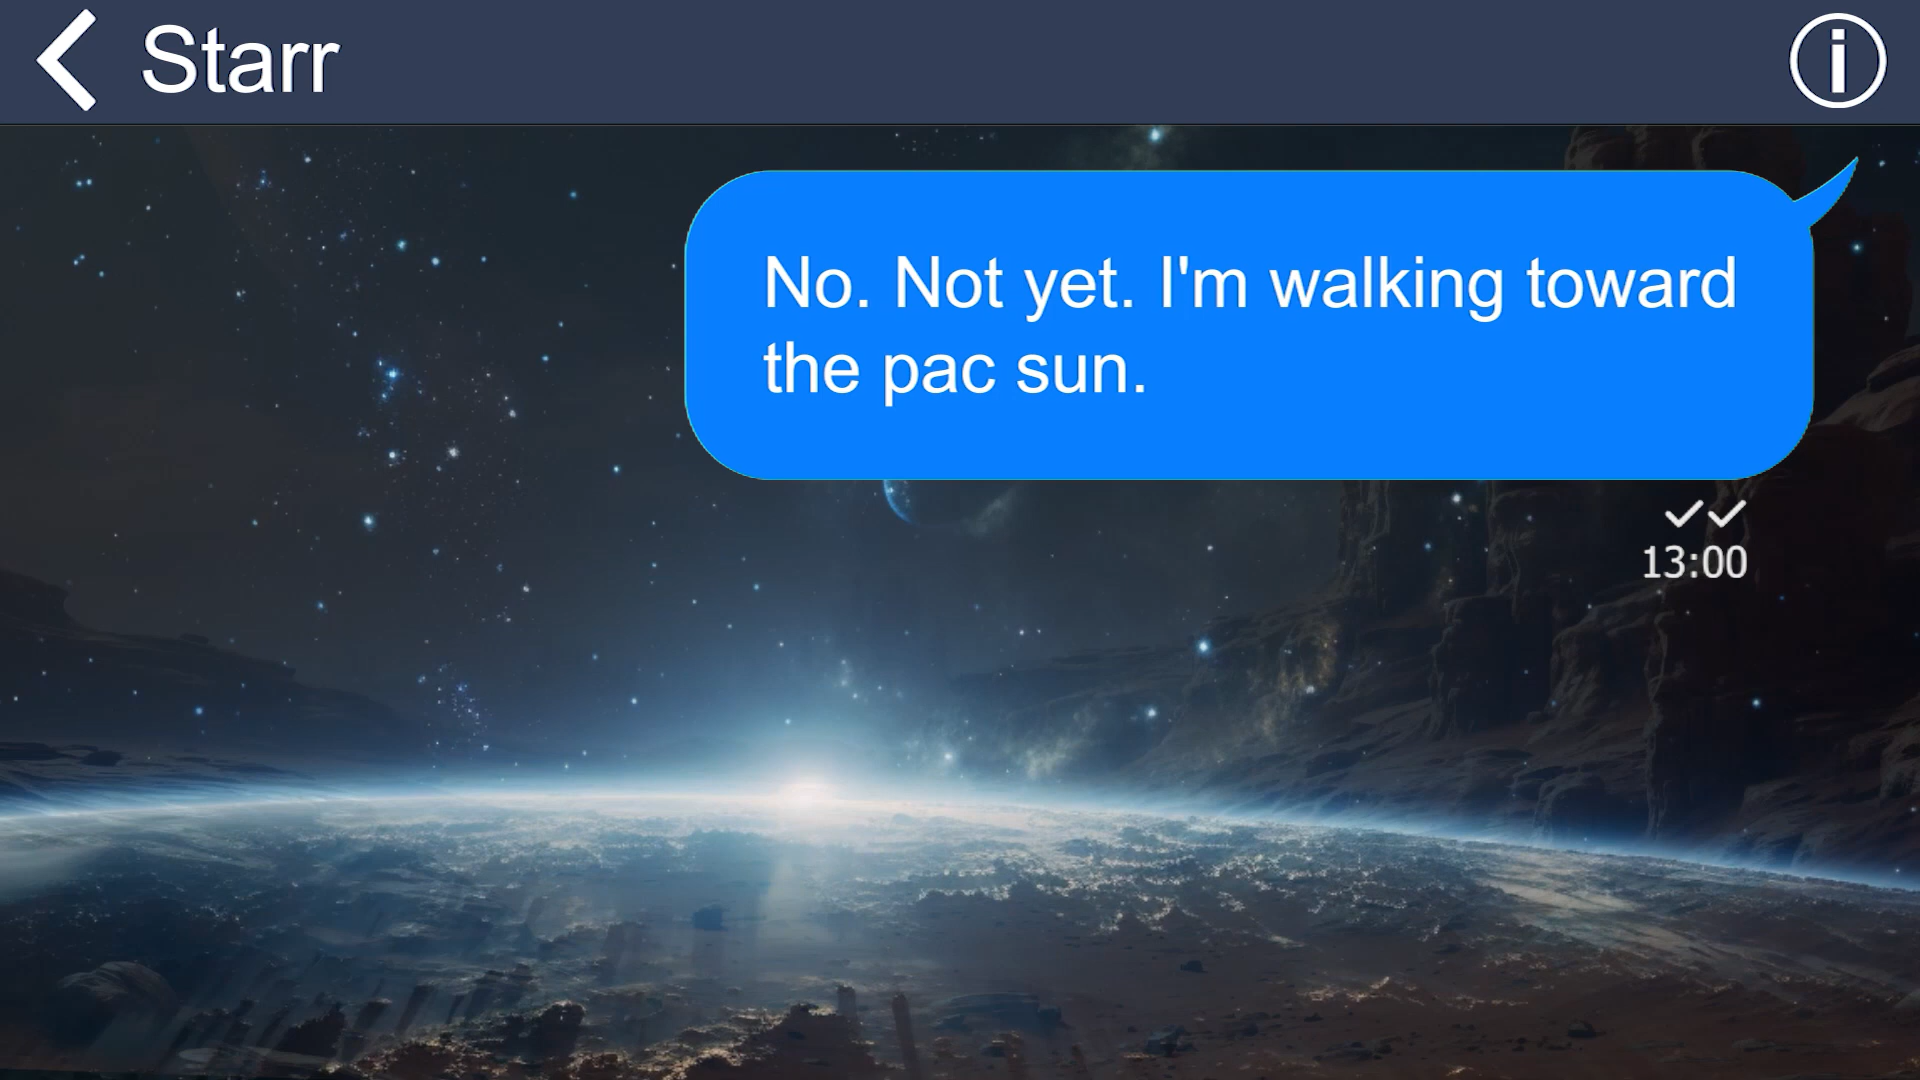 Starr
No. Not yet. I'm walking toward
the pac sun.
13:00